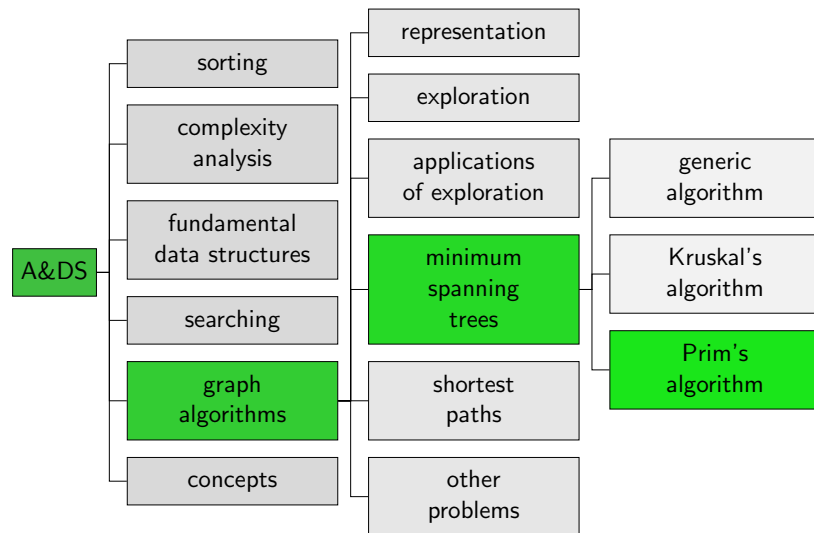 A&DS
sorting
complexity
analysis
fundamental
data structures
searching
graph
algorithms
concepts
representation
exploration
applications
of exploration
minimum
spanning
trees
shortest
paths
other
problems
generic
algorithm
Kruskal's
algorithm
Prim's
algorithm